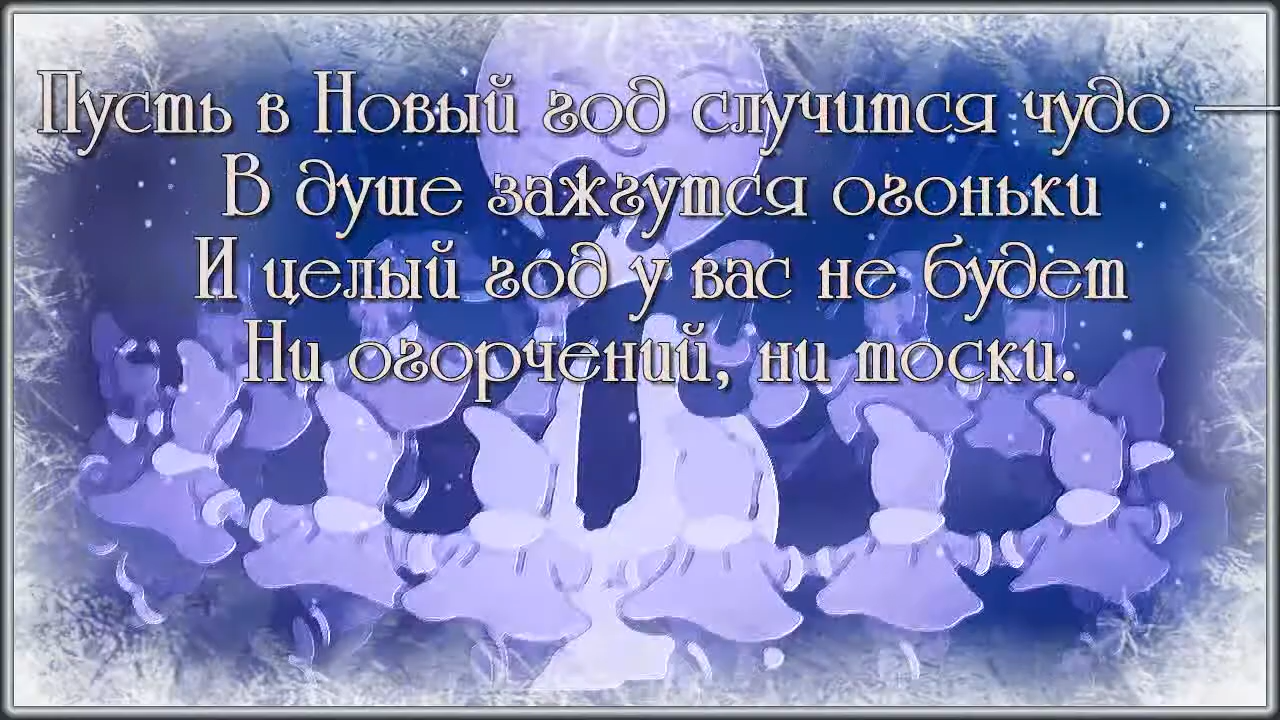 Пусть в Новый год случится чудо —
В душе зажгутся огоньки
И целый год у вас не будет
Ни огорчений, ни тоски.